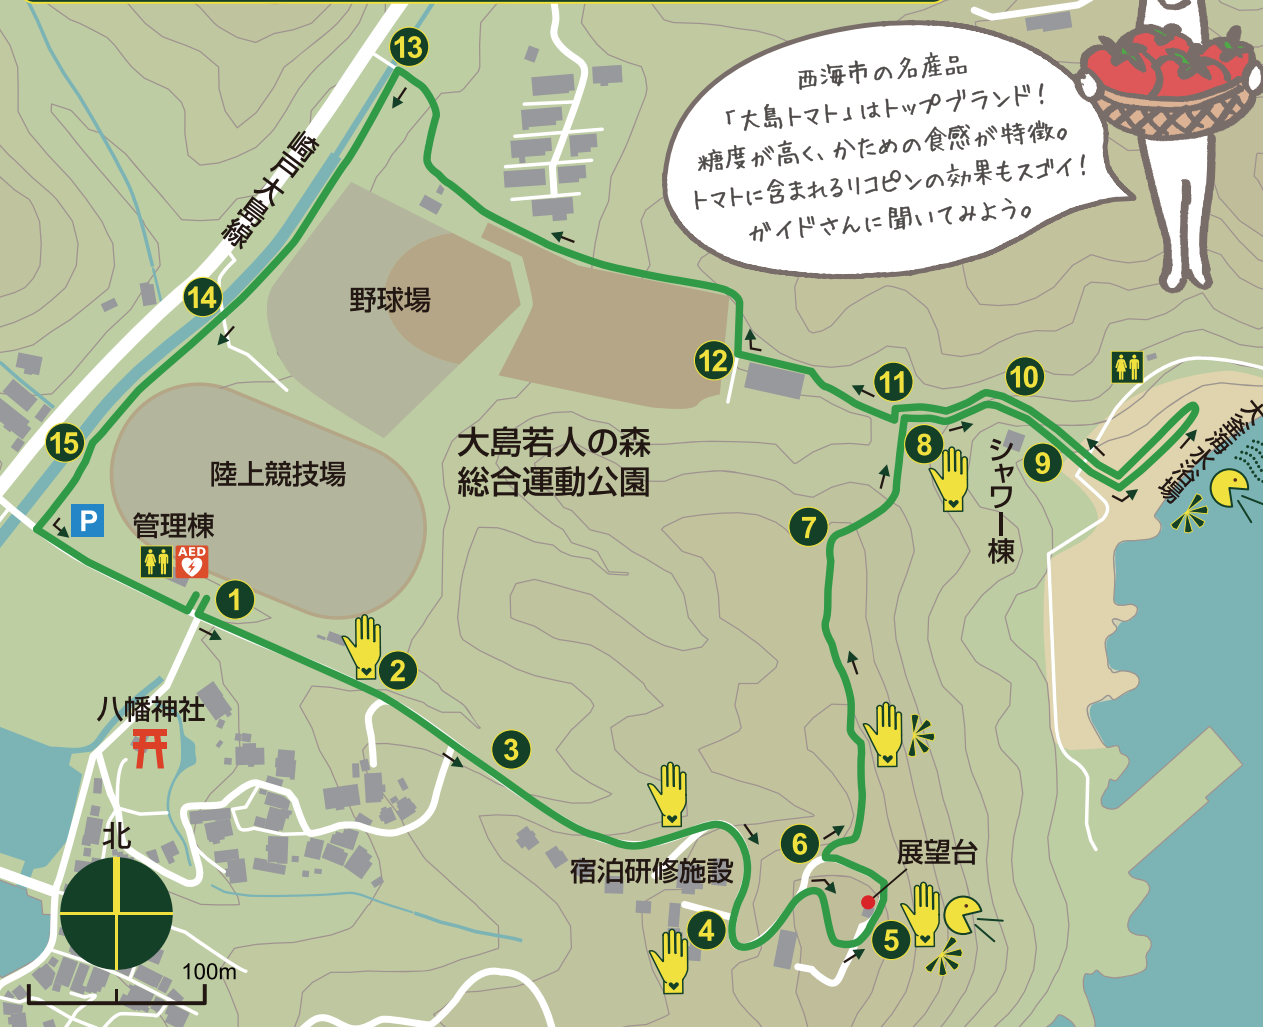 西海市の名産品
「大島トマト」はトップブランド!
糖度が高く、かための食感が特徴。
トマトに含まれるリコピンの効果もスゴイ!
ガイドさんに聞いてみよう。
13
崎戸大島線
14
野球場
12
11
10
大釜海水浴場
15
陸上競技場
大島若人の森
総合運動公園
8
シャワー棟
9
P
管理棟
AED
7
1
2
八幡神社
3
北
宿泊研修施設
6
展望台
4
5
100m